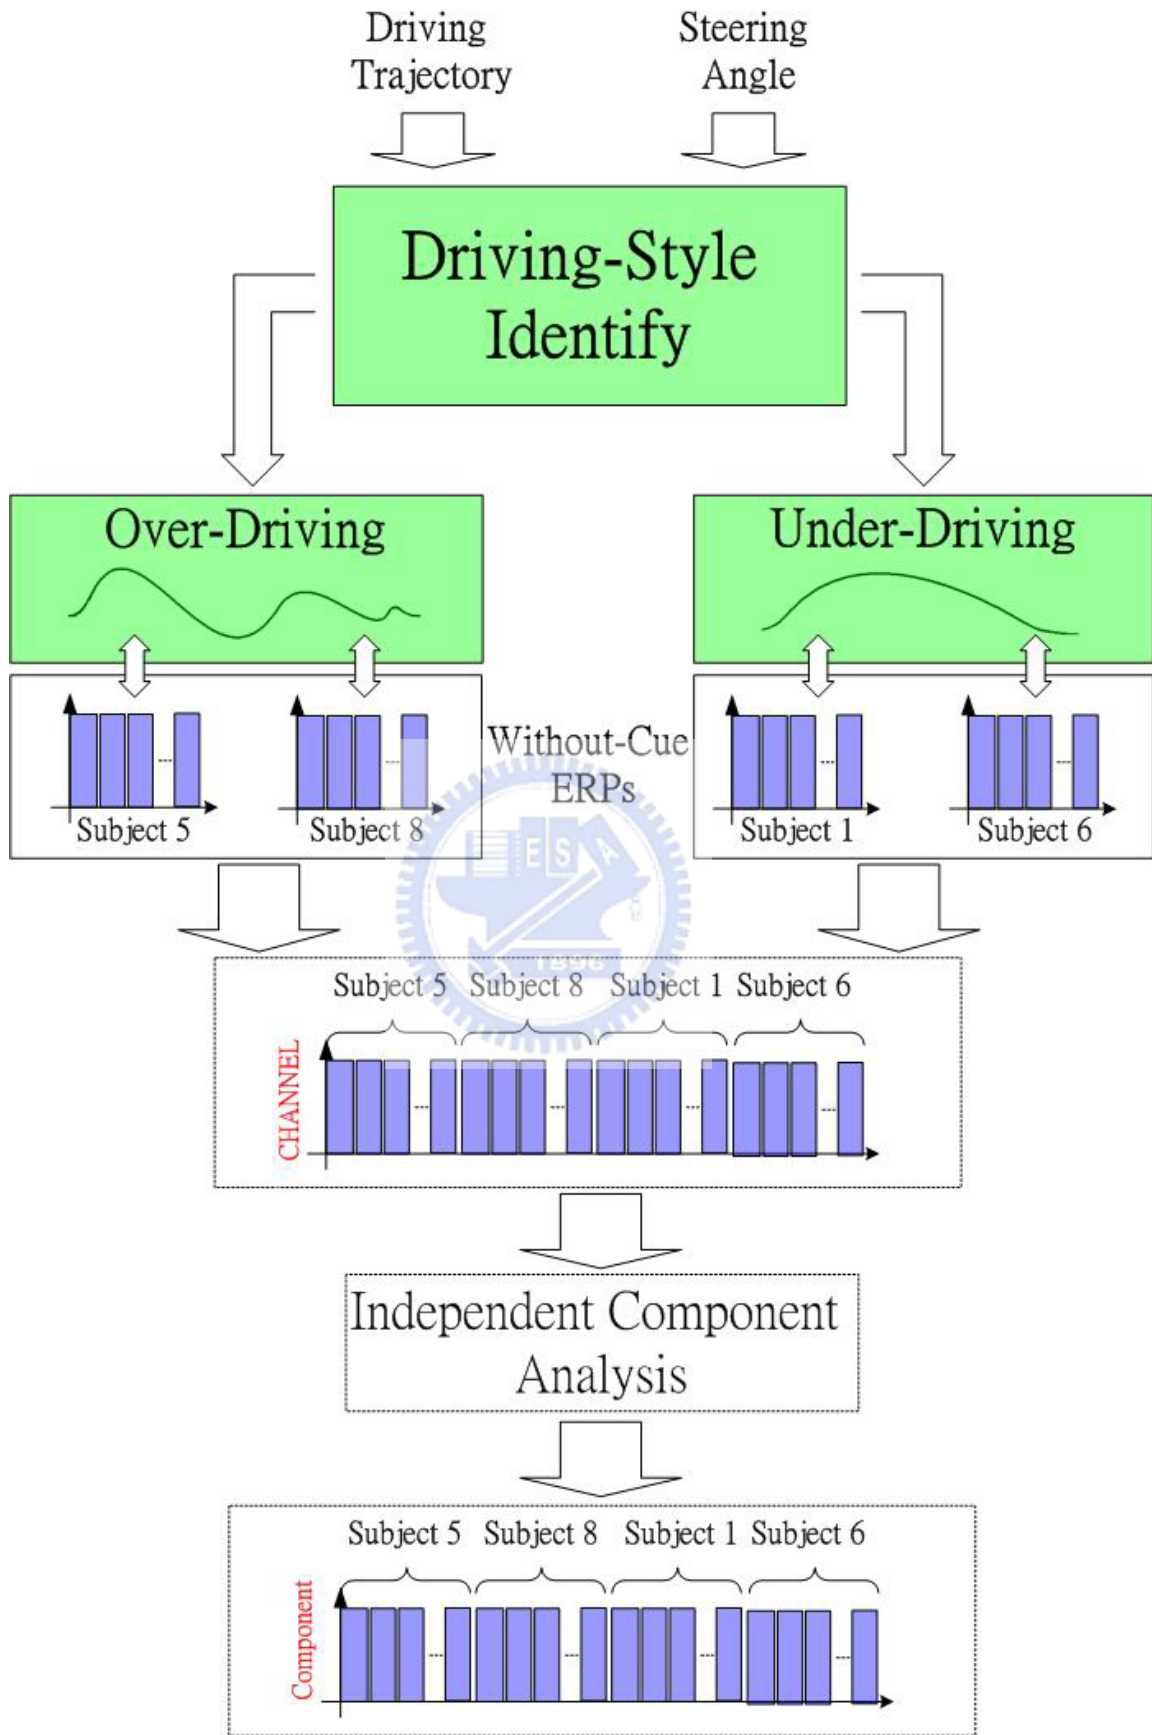 Driving
Trajectory
Steering
Angle
Driving-Style
Identify
Over-Driving
Under-Driving
Without-Cue
ERPs
Subject 5
Subject 8
Subject 1
Subject 6
ESA
1896
Subject 5 Subject 8 Subject 1 Subject 6
CHANNEL
Independent Component
Analysis
Subject 5 Subject 8 Subject 1 Subject 6
Component